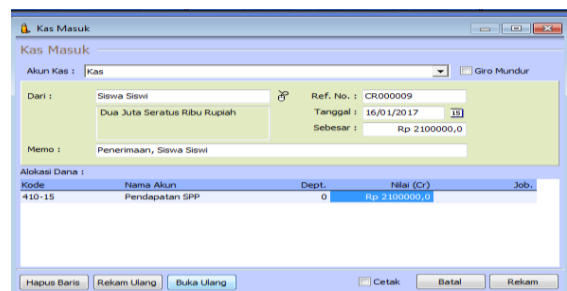 Kas Masuk
Kas Masuk
Akun Kas : Kas Giro Mundur
Dari : Siswa Siswi Ref. No. : CR000009
Dua Juta Seratus Ribu Rupiah Tanggal : 16/01/2017 15
Sebesar : Rp 2100000,0
Memo : Penerimaan, Siswa Siswi
Alokasi Dana :
Kode Nama Akun Dept. Nilai (Cr) Job.
410-15 Pendapatan SPP 0 Rp 2100000,0
Hapus Baris Rekam Ulang Buka Ulang Cetak Batal Rekam